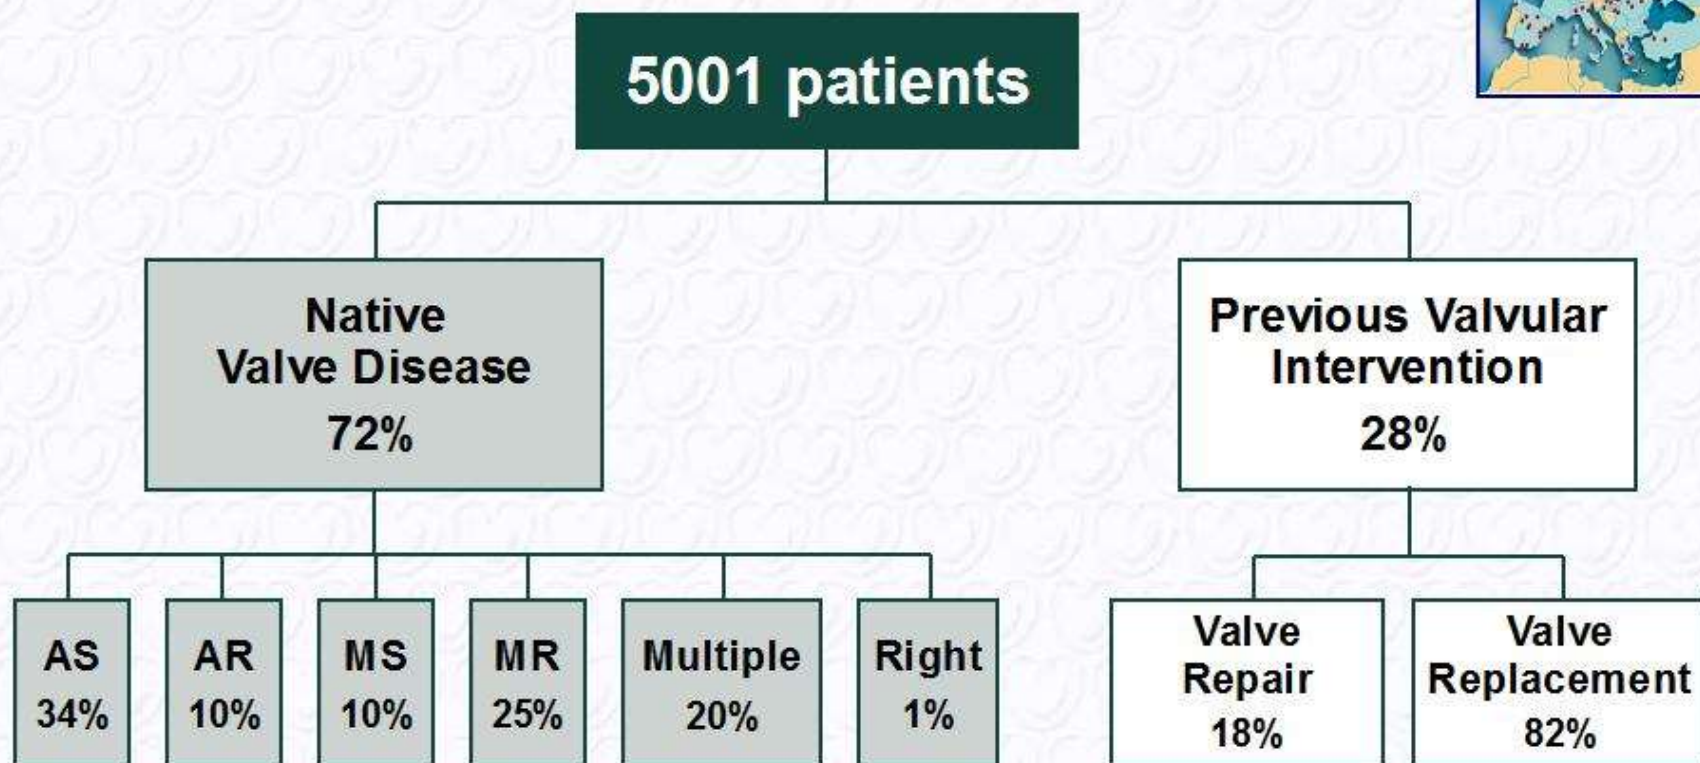 5001 patients
Native
Valve Disease
72%
Previous Valvular
Intervention
28%
AS
34%
AR
10%
MS
10%
MR
25%
Multiple
20%
Right
1%
Valve
Repair
18%
Valve
Replacement
82%